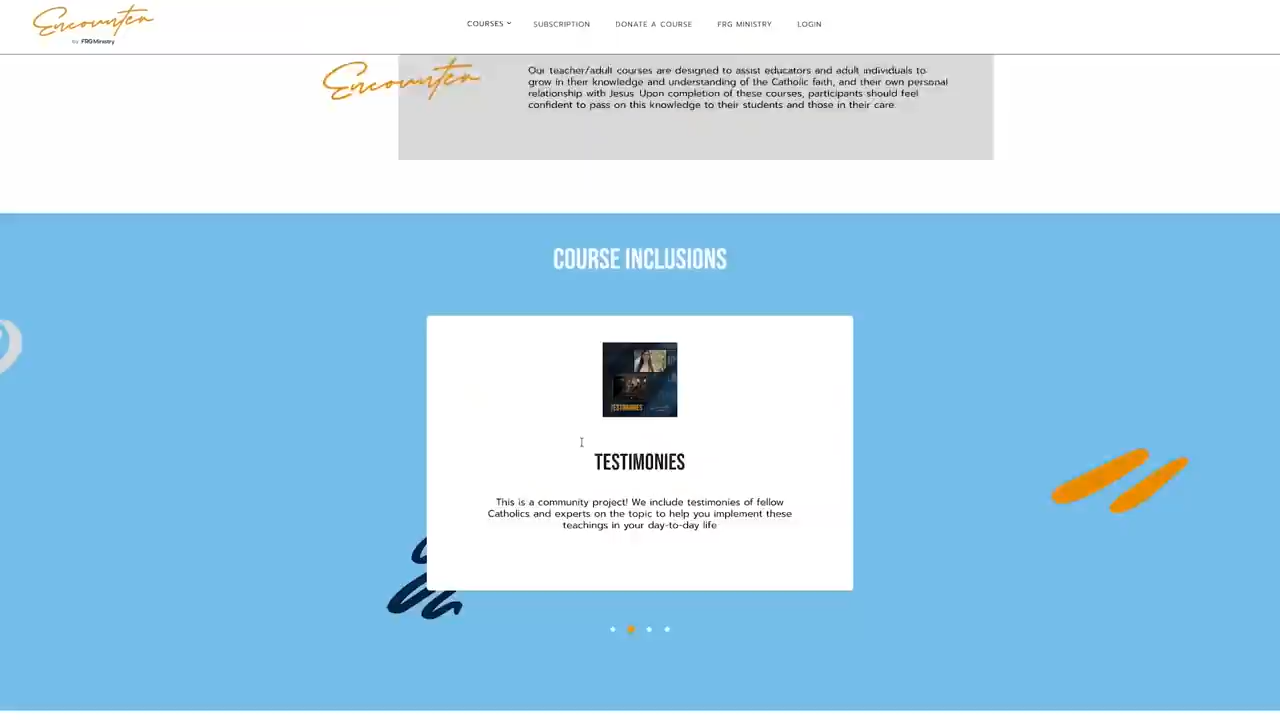 Encounter
by FRG Ministry
COURSES
SUBSCRIPTION
DONATE A COURSE
FRG MINISTRY
LOGIN
Encounter
Our teacher/adult courses are designed to assist educators and adult individuals to
grow in their knowledge and understanding of the Catholic faith, and their own personal
relationship with Jesus. Upon completion of these courses, participants should feel
confident to pass on this knowledge to their students and those in their care.
COURSE INCLUSIONS
TESTIMONIES
TESTIMONIES
This is a community project! We include testimonies of fellow
Catholics and experts on the topic to help you implement these
teachings in your day-to-day life